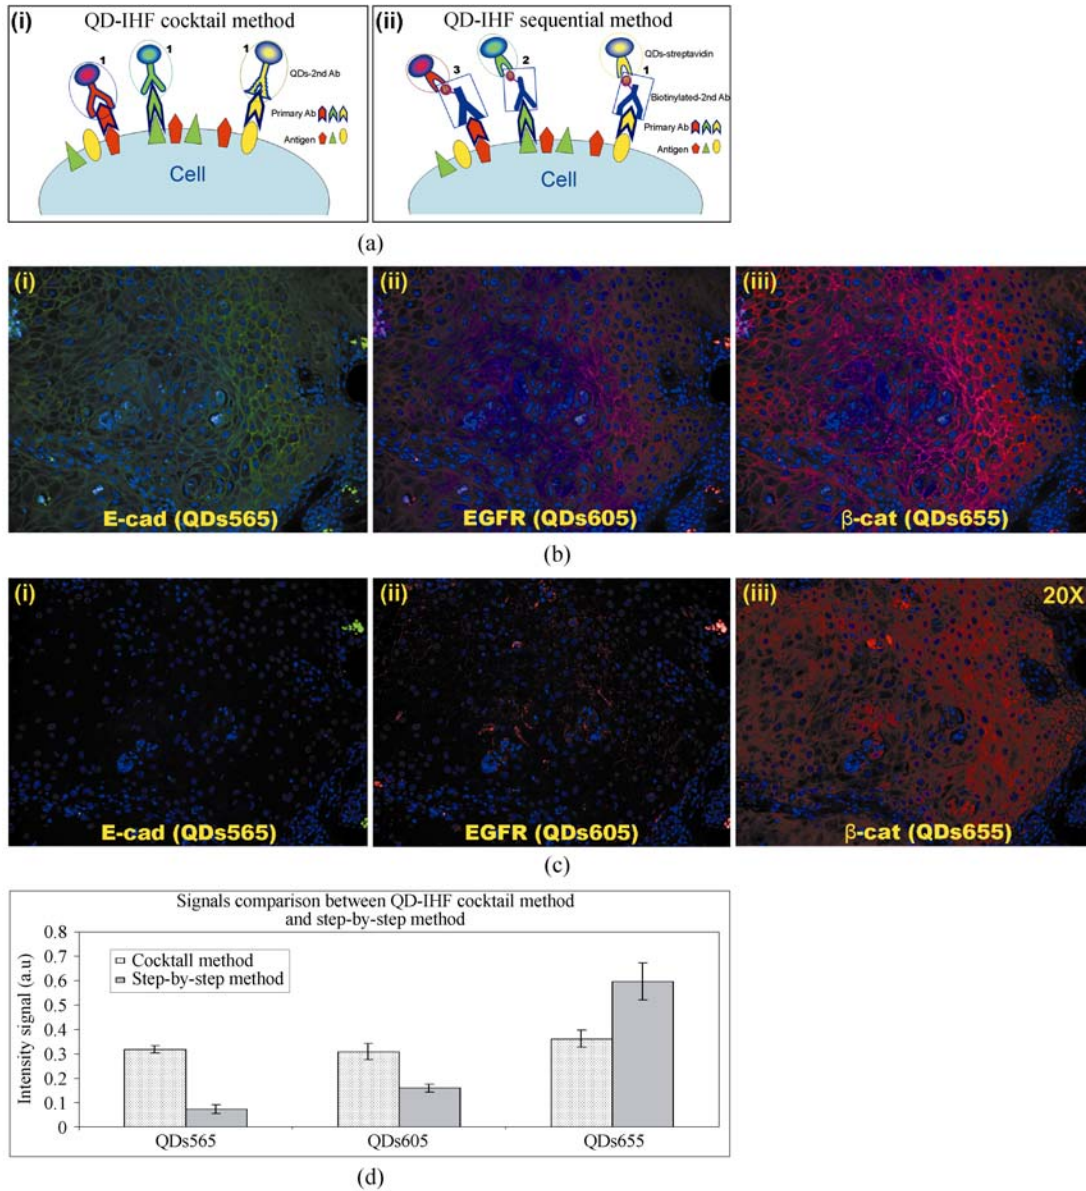 (i) QD-IHF cocktail method
1
1
1
QDs-2nd Ab
Primary Ab
Antigen
Cell
(ii) QD-IHF sequential method
QDs-streptavidin
3
2
1
Biotinylated-2nd Ab
Primary Ab
Antigen
Cell
(a)
(i)
E-cad (QDs565)
(ii)
EGFR (QDs605)
(iii)
β-cat (QDs655)
(b)
(i)
E-cad (QDs565)
(ii)
EGFR (QDs605)
(iii) 20X
β-cat (QDs655)
(c)
Signals comparison between QD-IHF cocktail method
and step-by-step method
Intensity signal (a.u)
0.8
0.7
0.6
0.5
0.4
0.3
0.2
0.1
0
Cocktall method
Step-by-step method
QDs565 QDs605 QDs655
(d)